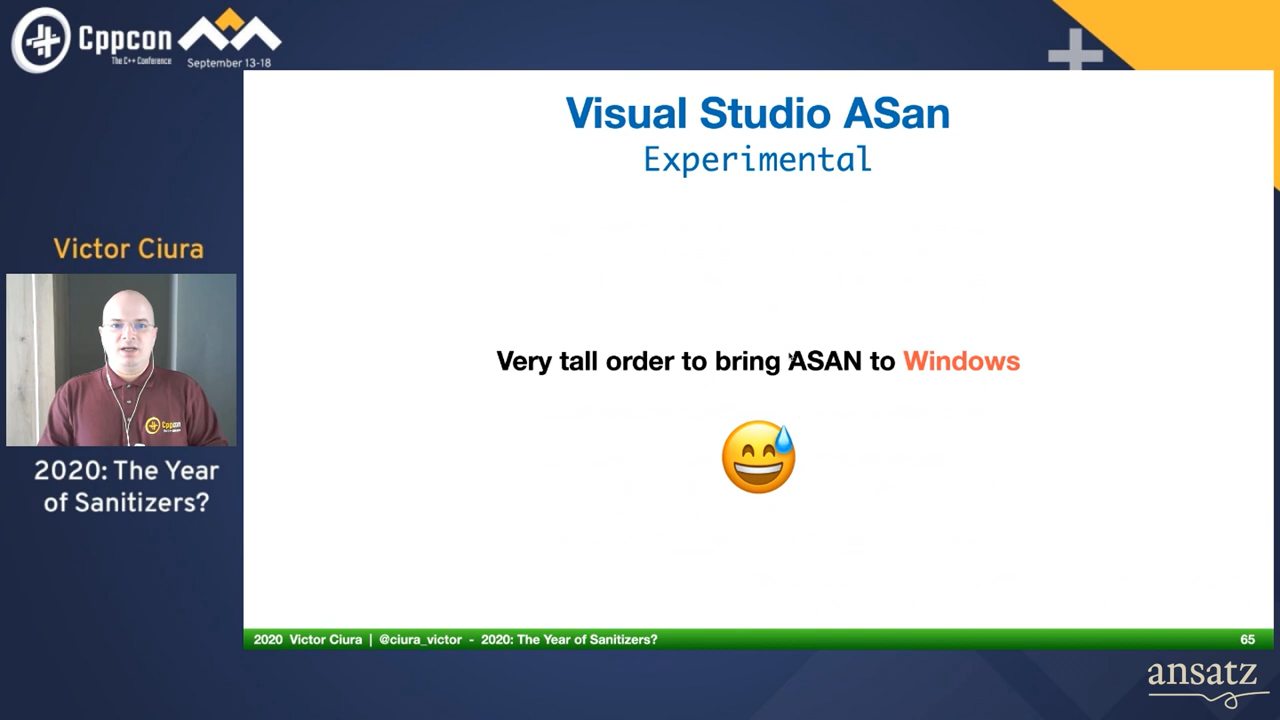 Cppcon
The C++ Conference
September 13-18
Visual Studio ASan
Experimental
Victor Ciura
Very tall order to bring ASAN to Windows
Cppcon
2020: The Year
of Sanitizers?
2020 Victor Ciura | @ciura_victor - 2020: The Year of Sanitizers?
65
ansatz